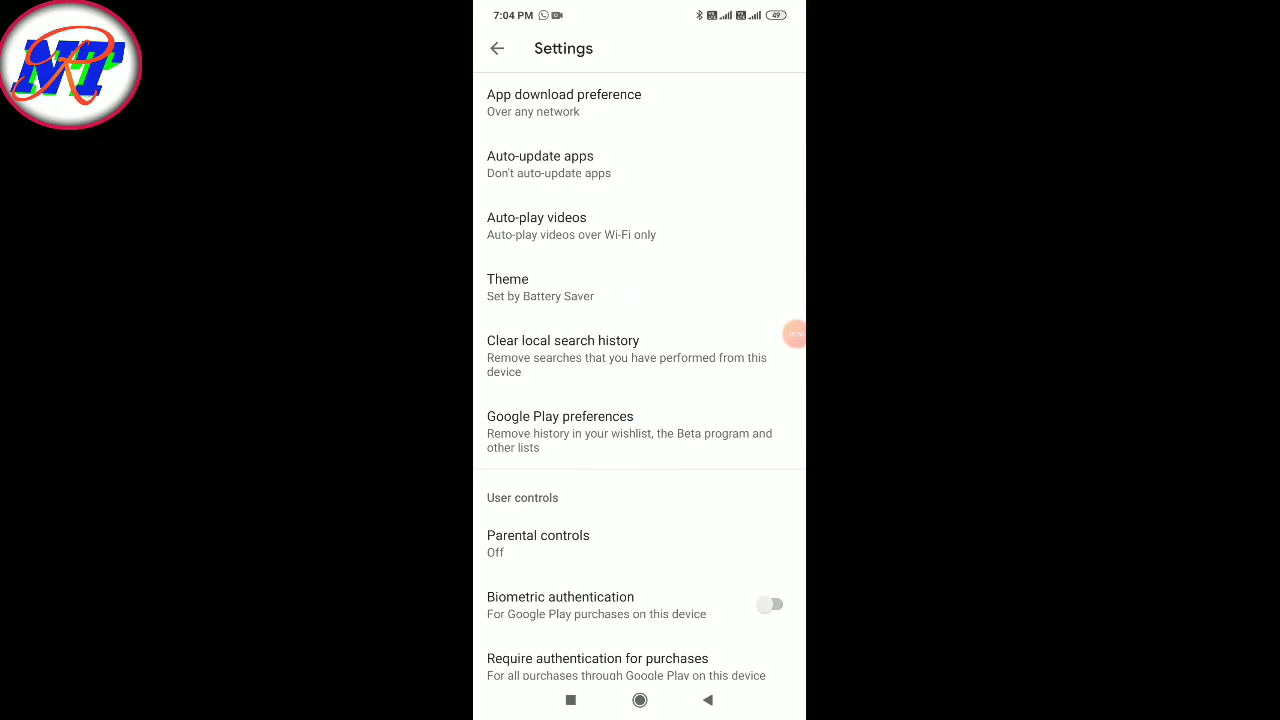 MRT
7:04 PM
49
Settings
App download preference
Over any network
Auto-update apps
Don't auto-update apps
Auto-play videos
Auto-play videos over Wi-Fi only
Theme
Set by Battery Saver
Clear local search history
Remove searches that you have performed from this
device
Google Play preferences
Remove history in your wishlist, the Beta program and
other lists
User controls
Parental controls
Off
Biometric authentication
For Google Play purchases on this device
Require authentication for purchases
For all purchases through Google Play on this device